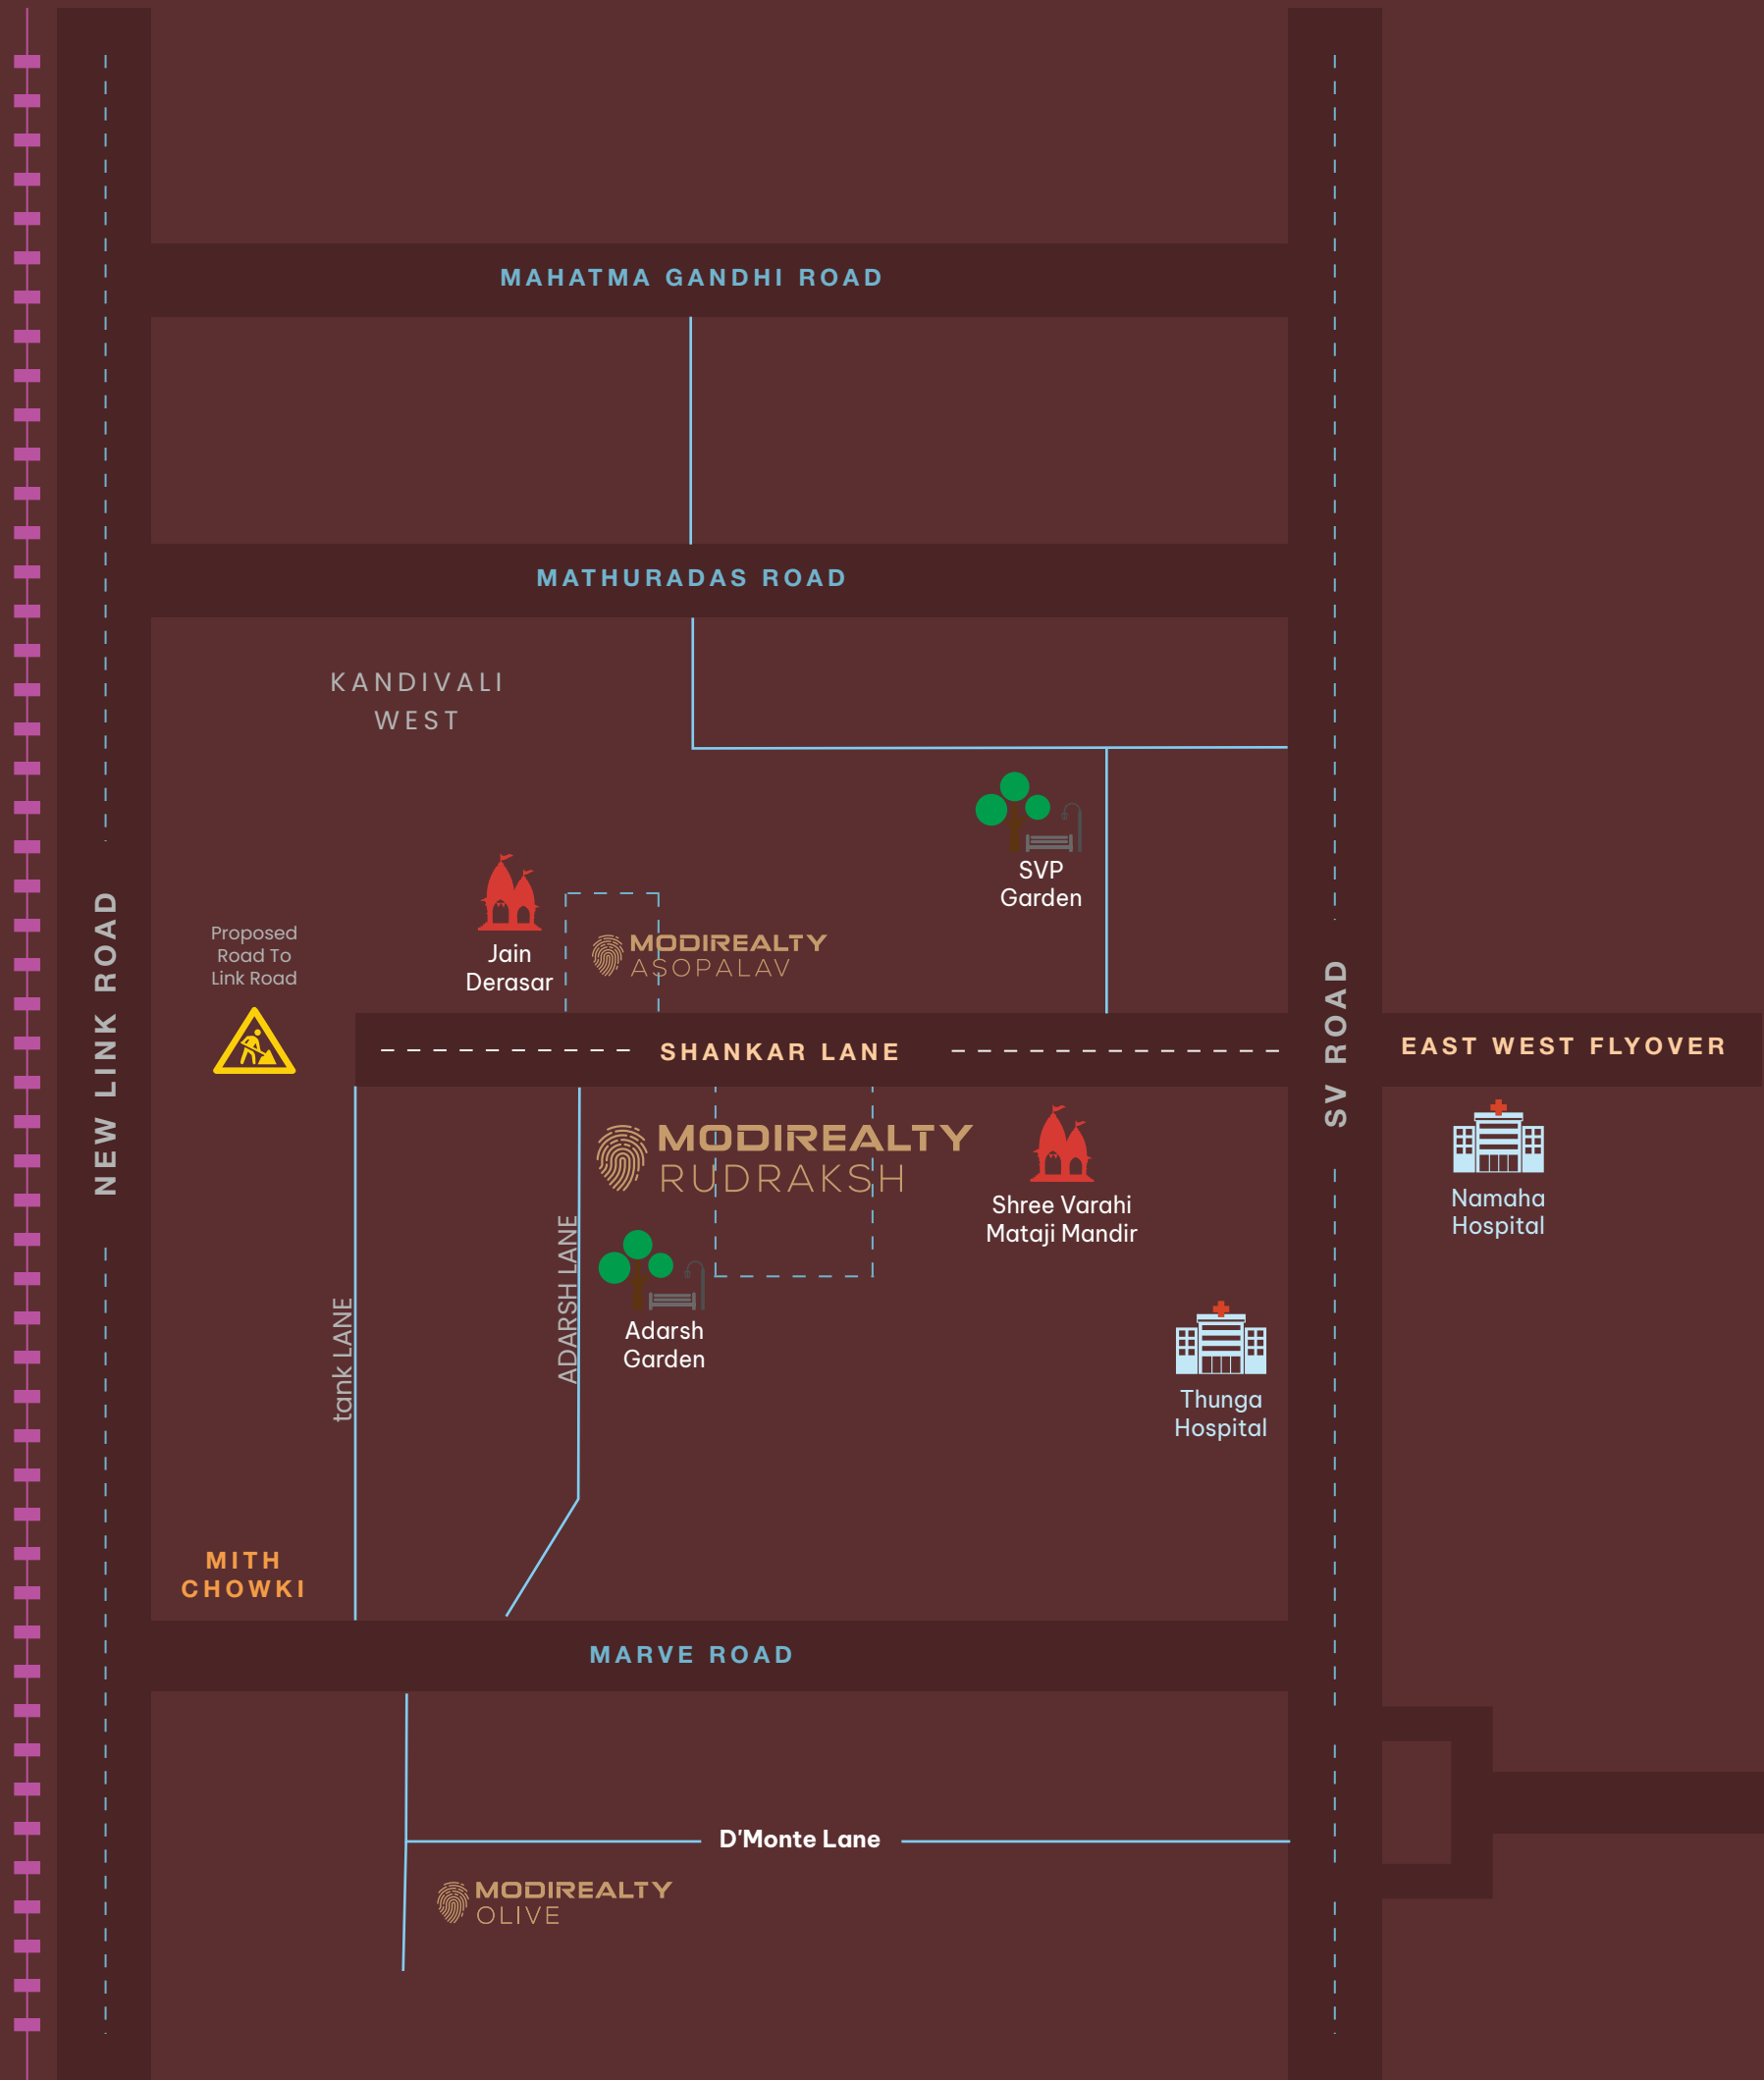 MAHATMA GANDHI ROAD
MATHURADAS ROAD
KANDIVALI
WEST
SVP
Garden
Jain
Derasar
MODIREALTY
ASOPALAV
Proposed
Road To
Link Road
NEW LINK ROAD
SV ROAD
SHANKAR LANE
EAST WEST FLYOVER
MODIREALTY
RUDRAKSH
Shree Varahi
Mataji Mandir
Namaha
Hospital
tank LANE
ADARSH LANE
Adarsh
Garden
Thunga
Hospital
MITH
CHOWKI
MARVE ROAD
D'Monte Lane
MODIREALTY
OLIVE